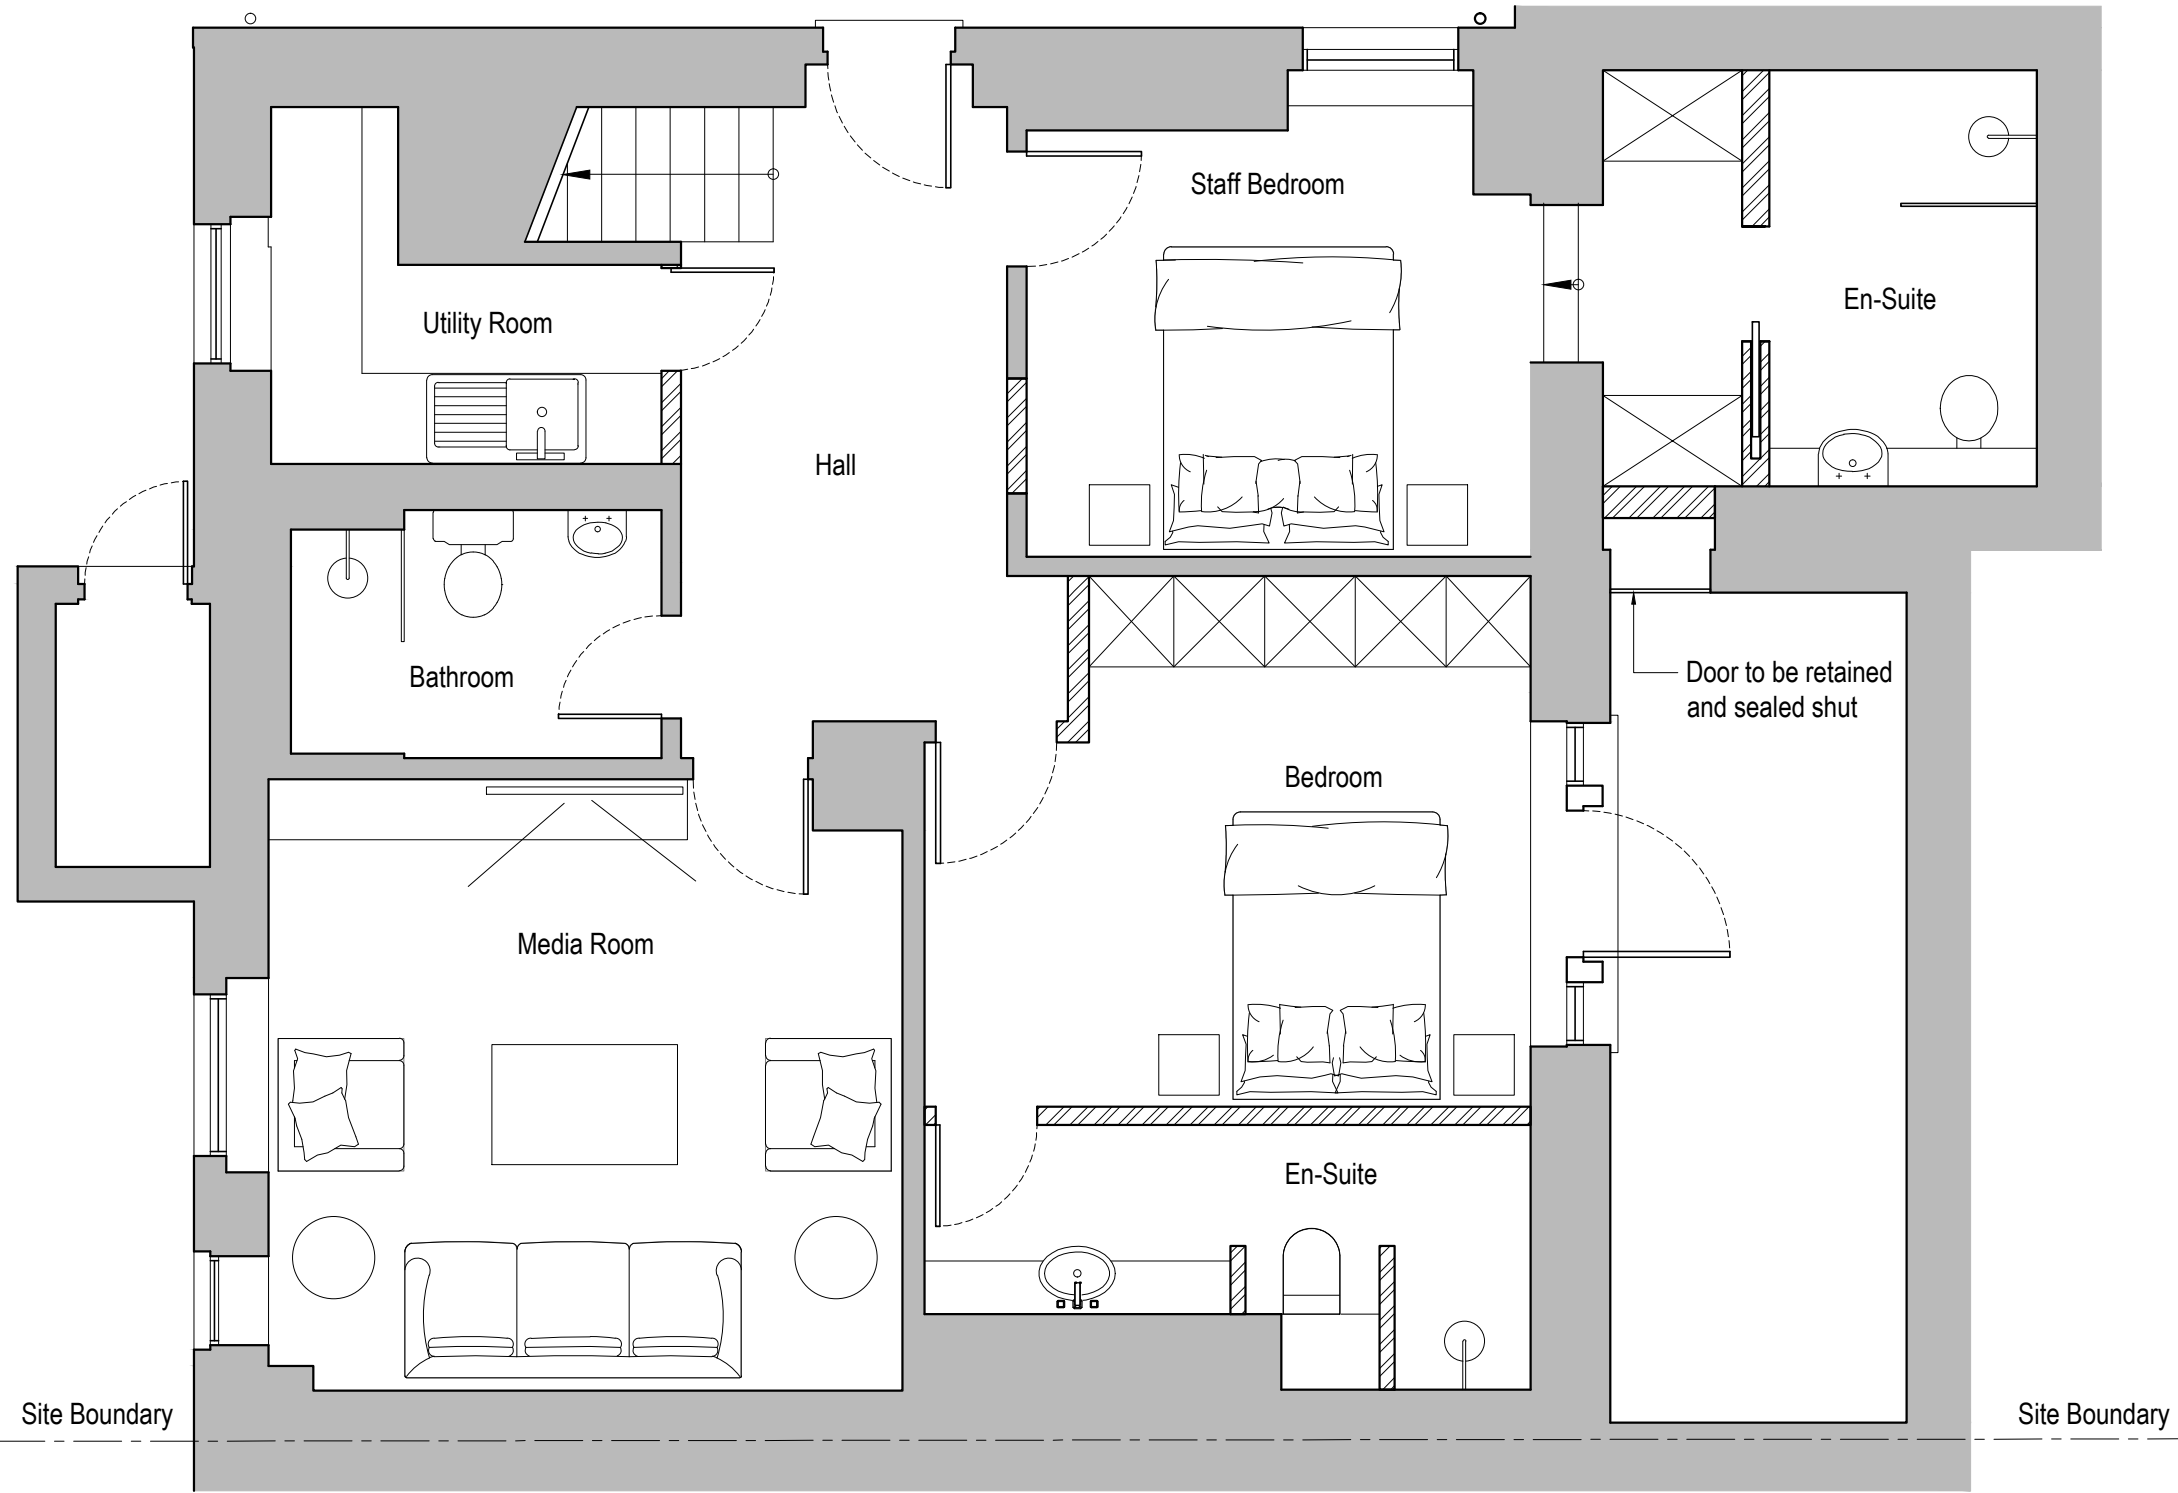 Staff Bedroom
En-Suite
Utility Room
Hall
Bathroom
Door to be retained
and sealed shut
Bedroom
Media Room
En-Suite
Site Boundary
Site Boundary